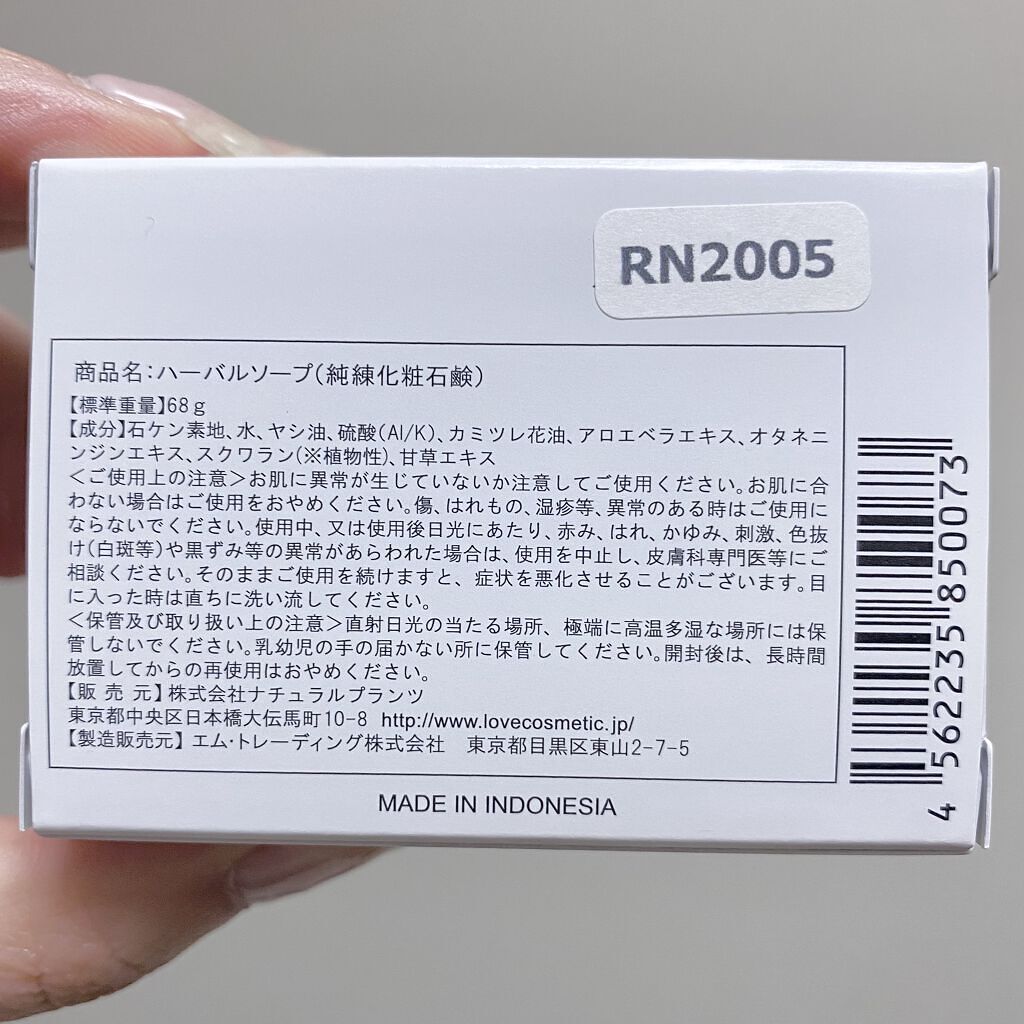 RN2005
商品名：ハーバルソープ（純練化粧石鹸）
【標準重量】68ｇ
【成分】石ケン素地、水、ヤシ油、硫酸(Al/K)、カミツレ花油、アロエベラエキス、オタネニ
ンジンエキス、スクワラン(※植物性)、甘草エキス
＜ご使用上の注意＞お肌に異常が生じていないか注意してご使用ください。お肌に合
わない場合はご使用をおやめください。傷、はれもの、湿疹等、異常のある時はご使用に
ならないでください。使用中、又は使用後日光にあたり、赤み、はれ、かゆみ、刺激、色抜
け(白斑等)や黒ずみ等の異常があらわれた場合は、使用を中止し、皮膚科専門医等にご
相談ください。そのままご使用を続けますと、症状を悪化させることがございます。目
に入った時は直ちに洗い流してください。
＜保管及び取り扱い上の注意＞直射日光の当たる場所、極端に高温多湿な場所には保
管しないでください。乳幼児の手の届かない所に保管してください。開封後は、長時間
放置してからの再使用はおやめください。
【販 売 元】株式会社ナチュラルプランツ
東京都中央区日本橋大伝馬町10-8 http://www.lovecosmetic.jp/
【製造販売元】エム・トレーディング株式会社 東京都目黒区東山2-7-5
MADE IN INDONESIA
4 562235 850073